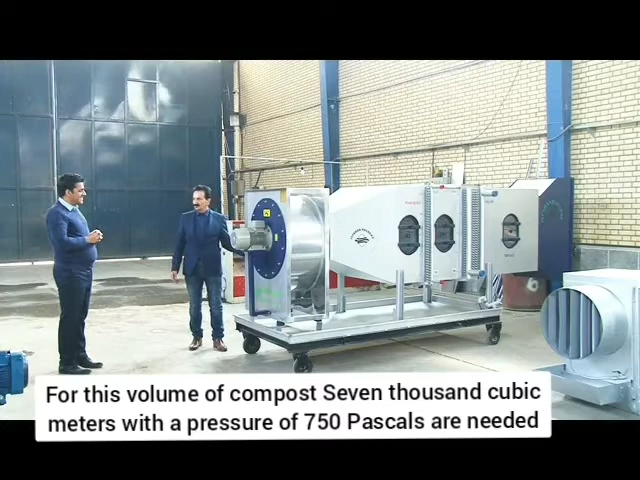 For this volume of compost Seven thousand cubic
meters with a pressure of 750 Pascals are needed